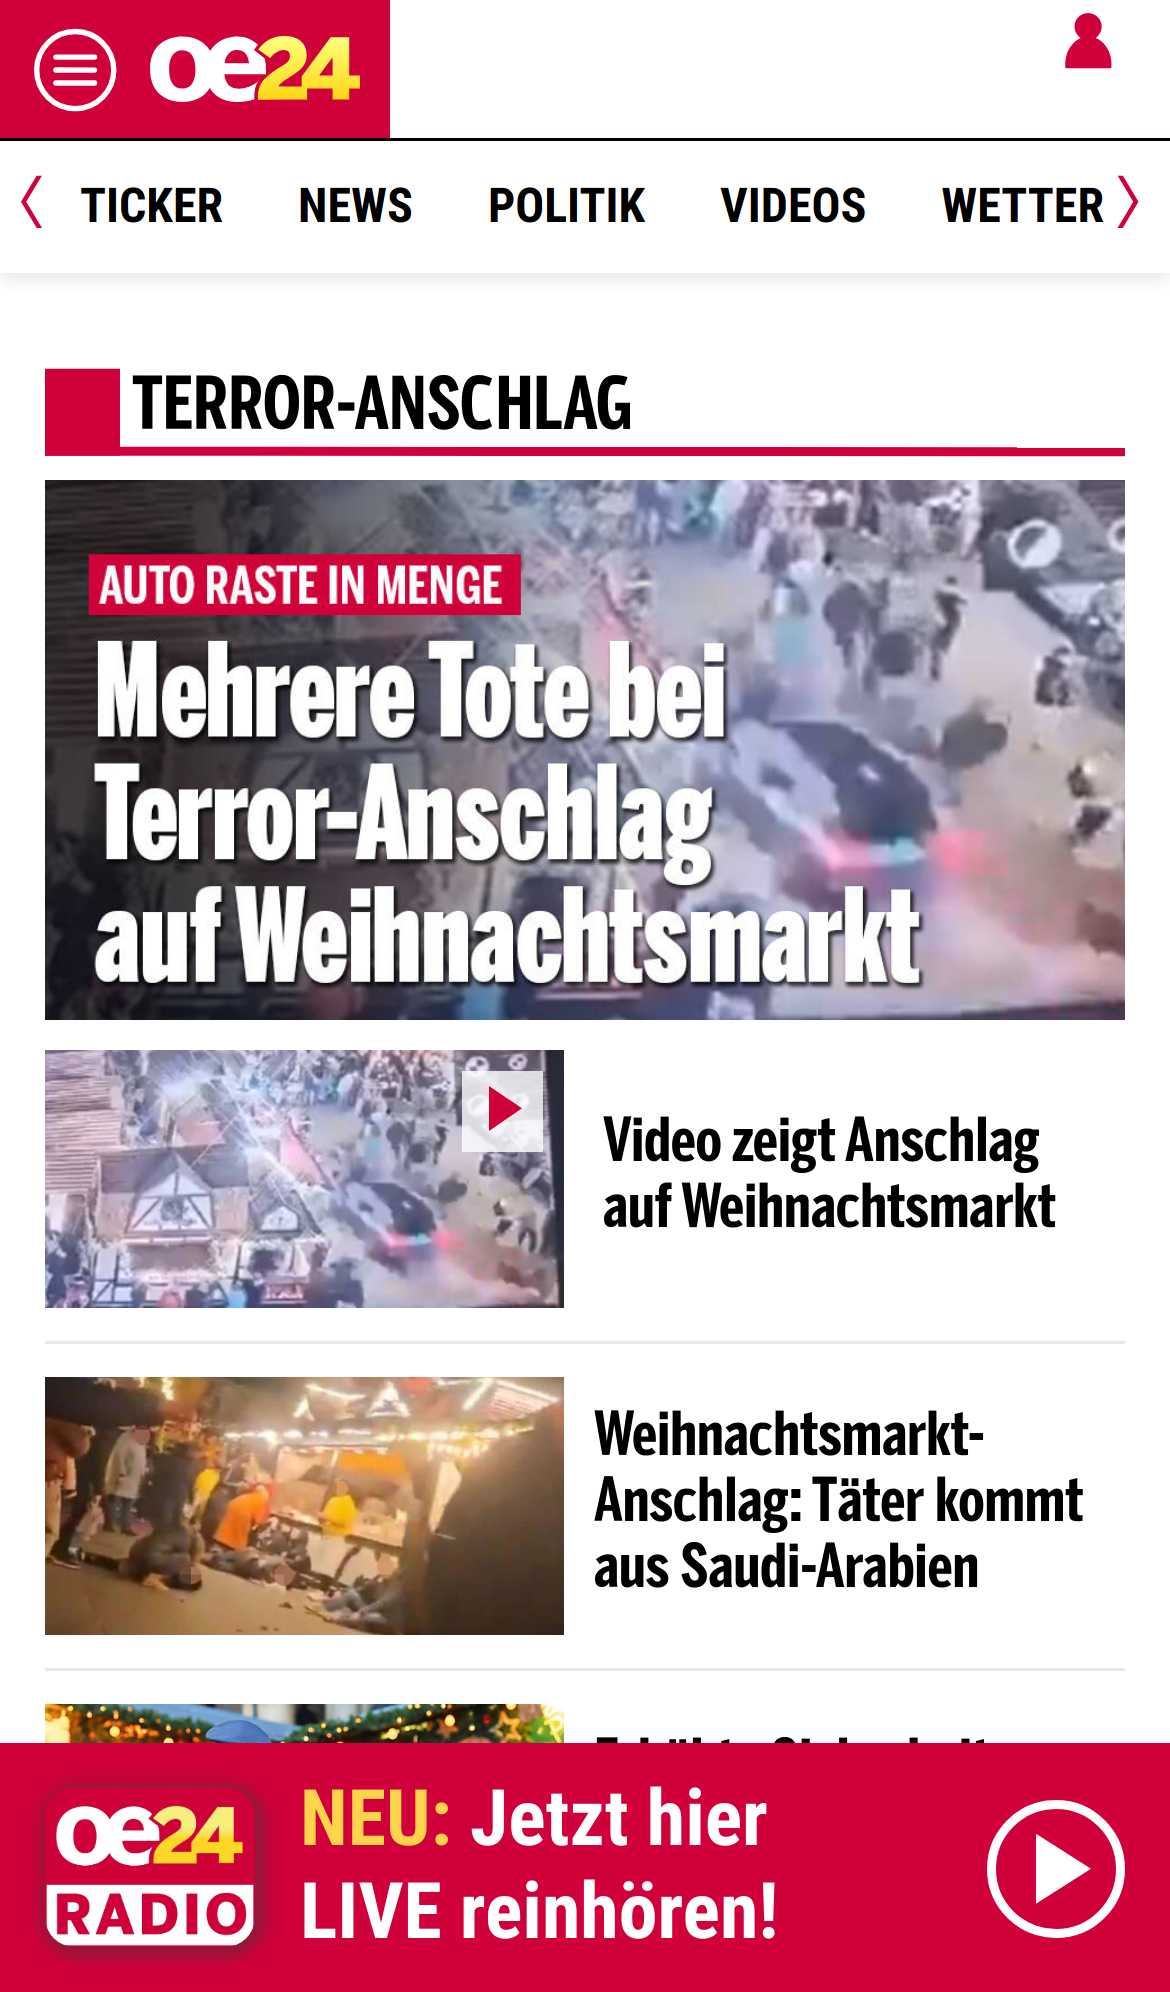 oe24
TICKER NEWS POLITIK VIDEOS WETTER
TERROR-ANSCHLAG
AUTO RASTE IN MENGE
Mehrere Tote bei
Terror-Anschlag
auf Weihnachtsmarkt
Video zeigt Anschlag
auf Weihnachtsmarkt
Weihnachtsmarkt-
Anschlag: Täter kommt
aus Saudi-Arabien
oe24
RADIO
NEU: Jetzt hier
LIVE reinhören!